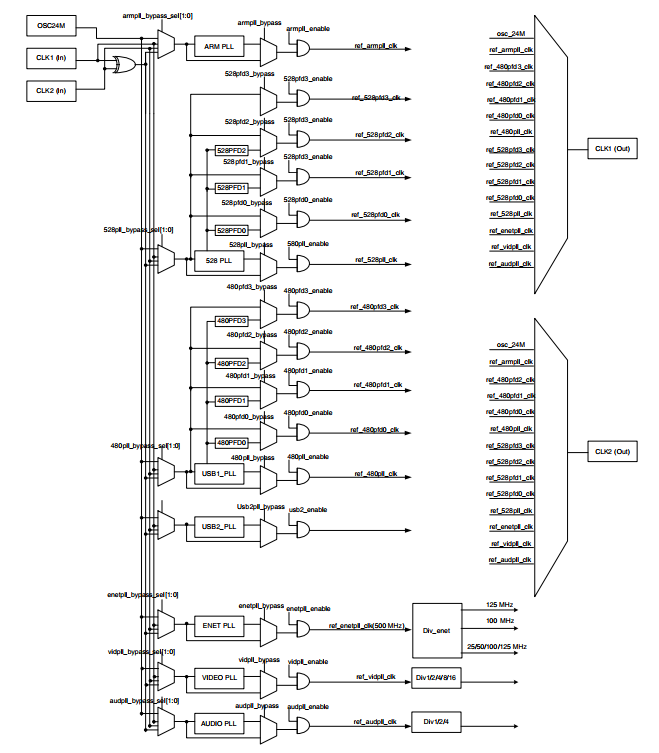 armpll_bypass_sel[1:0]
OSC24M
CLK1 (In)
CLK2 (In)
armpll_bypass
armpll_enable
ARM PLL
ref_armpll_clk
528pfd3_bypass
528pfd3_enable
ref_528pfd3_clk
528pfd2_bypass
528pfd3_enable
528PFD2
ref_528pfd2_clk
528pfd1_bypass
528pfd3_enable
528PFD1
ref_528pfd1_clk
528pfd0_bypass
528pfd3_enable
528PFD0
ref_528pfd0_clk
528pll_bypass_sel[1:0]
528pll_bypass
580pll_enable
528 PLL
ref_528pll_clk
480pfd3_bypass
480pfd3_enable
480PFD3
ref_480pfd3_clk
480pfd2_bypass
480pfd2_enable
480PFD2
ref_480pfd2_clk
480pfd1_bypass
480pfd1_enable
480PFD1
ref_480pfd1_clk
480pfd0_bypass
480pfd0_enable
480PFD0
ref_480pfd0_clk
480pll_bypass_sel[1:0]
480pll_bypass
480pll_enable
USB1_PLL
ref_480pll_clk
Usb2pll_bypass
usb2_enable
USB2_PLL
enetpll_bypass_sel[1:0]
enetpll_bypass
enetpll_enable
ENET PLL
ref_enetpll_clk(500 MHz)
Div_enet
125 MHz
100 MHz
25/50/100/125 MHz
vidpll_bypass_sel[1:0]
vidpll_bypass
vidpll_enable
VIDEO PLL
ref_vidpll_clk
Div1/2/4/8/16
audpll_bypass_sel[1:0]
audpll_bypass
audpll_enable
AUDIO PLL
ref_audpll_clk
Div1/2/4
osc_24M
ref_armpll_clk
ref_480pfd3_clk
ref_480pfd2_clk
ref_480pfd1_clk
ref_480pfd0_clk
ref_480pll_clk
ref_528pfd3_clk
ref_528pfd2_clk
ref_528pfd1_clk
ref_528pfd0_clk
ref_528pll_clk
ref_enetpll_clk
ref_vidpll_clk
ref_audpll_clk
CLK1 (Out)
osc_24M
ref_armpll_clk
ref_480pfd2_clk
ref_480pfd1_clk
ref_480pfd0_clk
ref_480pll_clk
ref_528pfd3_clk
ref_528pfd2_clk
ref_528pfd1_clk
ref_528pfd0_clk
ref_528pll_clk
ref_enetpll_clk
ref_vidpll_clk
ref_audpll_clk
CLK2 (Out)